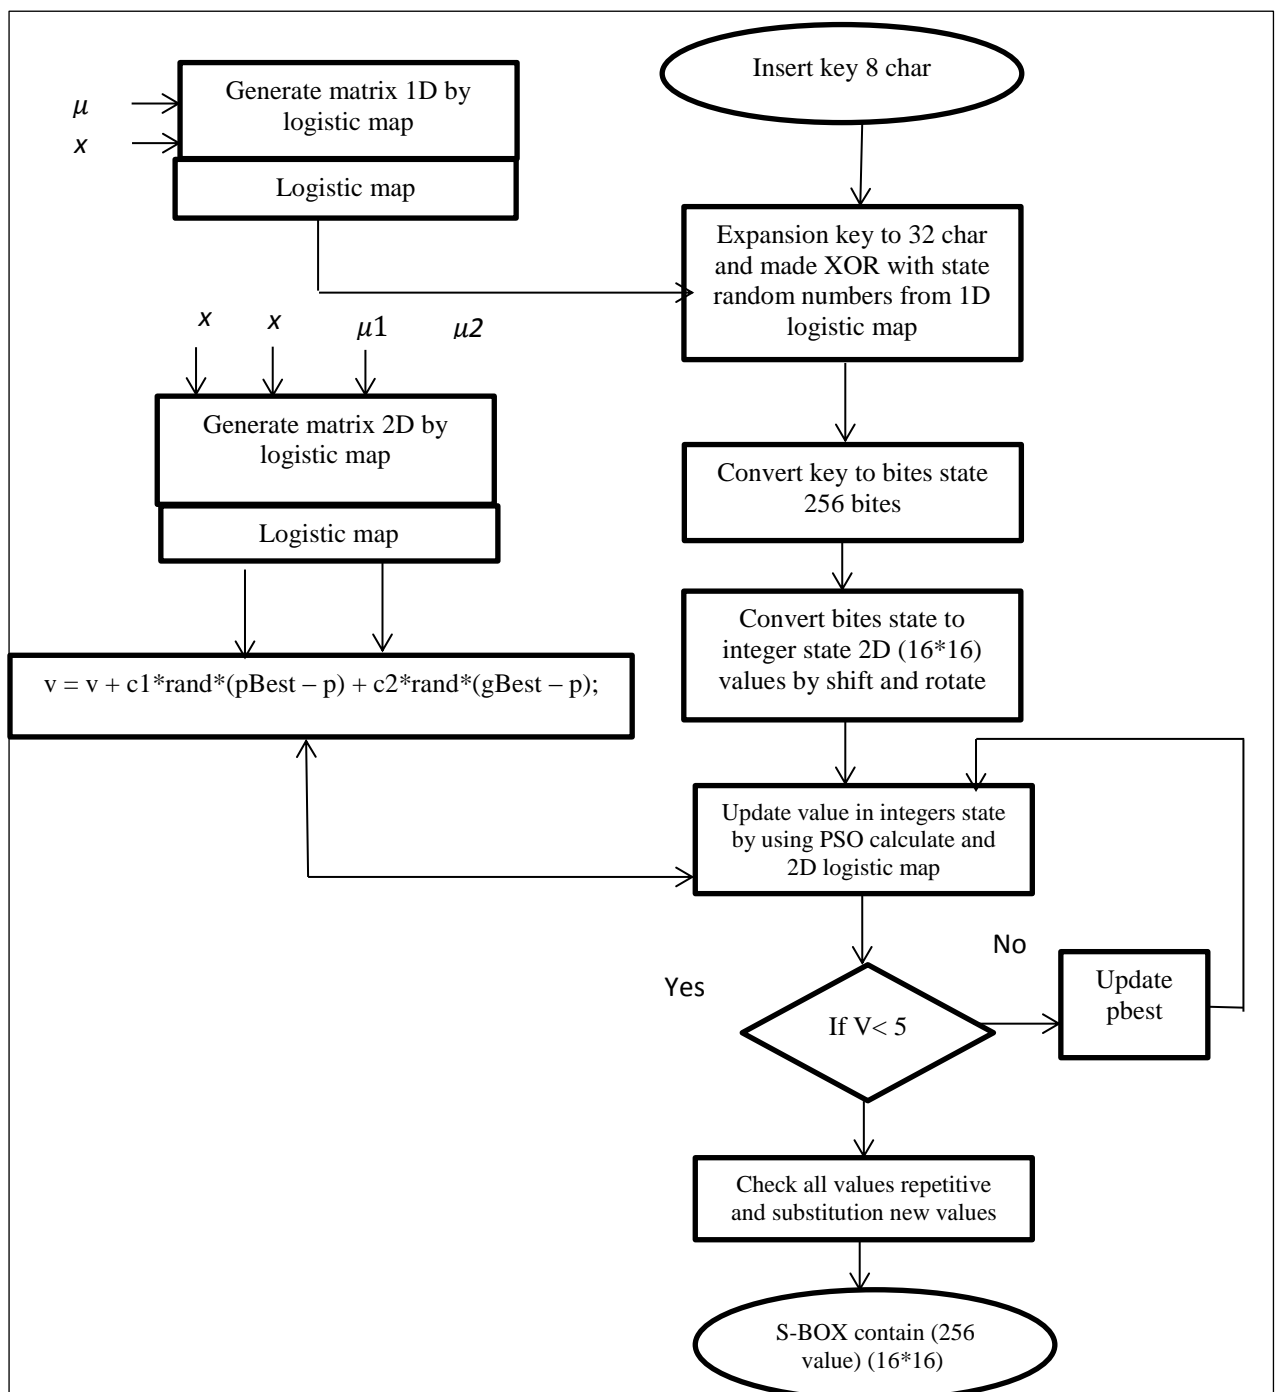 Insert key 8 char
Generate matrix 1D by
logistic map
μ
x
Logistic map
Expansion key to 32 char
and made XOR with state
random numbers from 1D
logistic map
x x μ1 μ2
Generate matrix 2D by
logistic map
Logistic map
Convert key to bites state
256 bites
Convert bites state to
integer state 2D (16*16)
values by shift and rotate
v = v + c1*rand*(pBest – p) + c2*rand*(gBest – p);
Update value in integers state
by using PSO calculate and
2D logistic map
No
Yes
If V< 5
Update
pbest
Check all values repetitive
and substitution new values
S-BOX contain (256
value) (16*16)